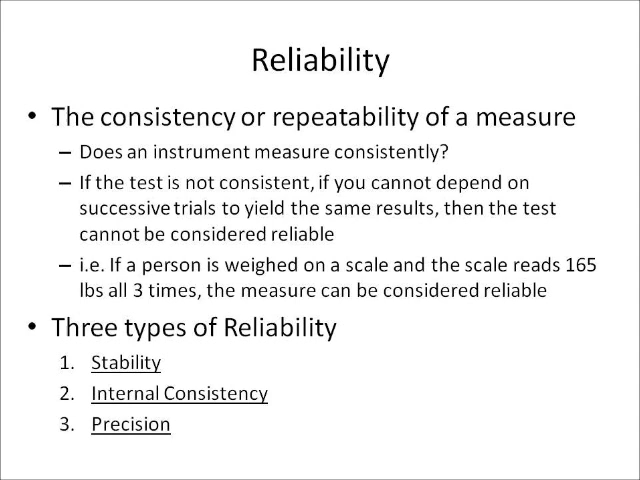 Reliability
• The consistency or repeatability of a measure
– Does an instrument measure consistently?
– If the test is not consistent, if you cannot depend on
successive trials to yield the same results, then the test
cannot be considered reliable
– i.e. If a person is weighed on a scale and the scale reads 165
lbs all 3 times, the measure can be considered reliable
• Three types of Reliability
1. Stability
2. Internal Consistency
3. Precision